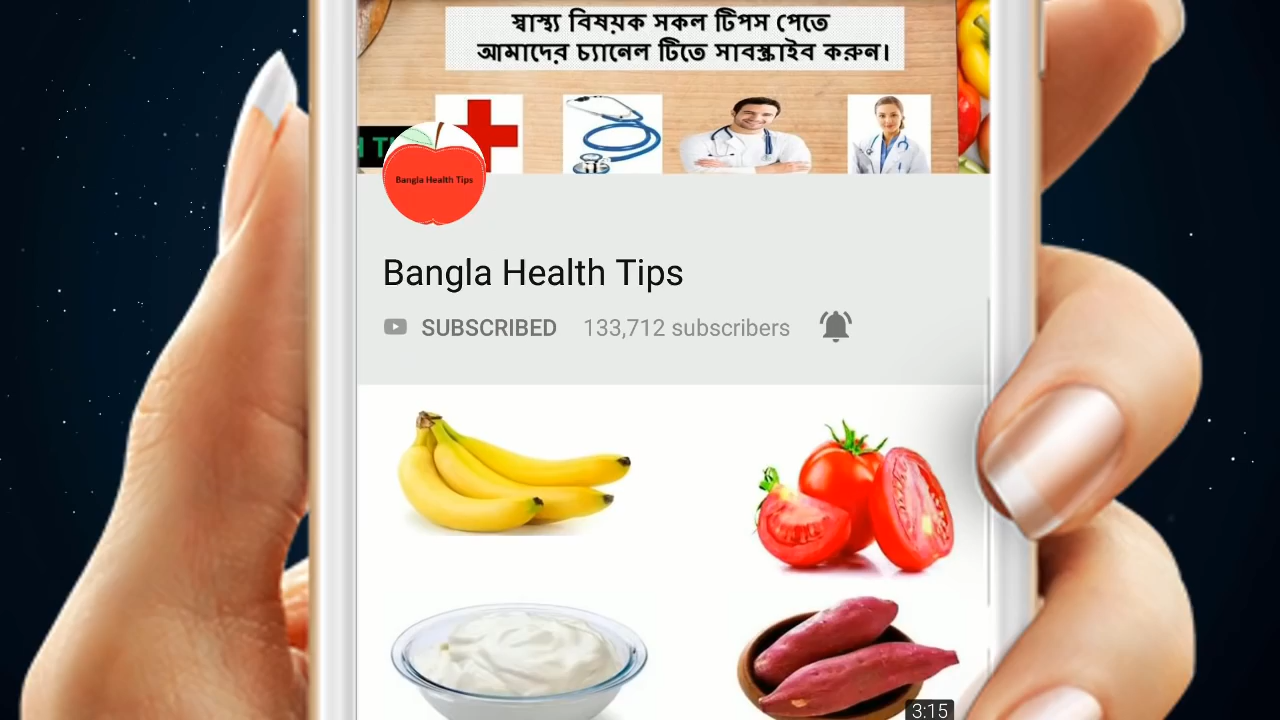 স্বাস্থ্য বিষয়ক সকল টিপস পেতে
আমাদের চ্যানেল টিতে সাবস্ক্রাইব করুন।
Bangla Health Tips
Bangla Health Tips
SUBSCRIBED 133,712 subscribers
3:15